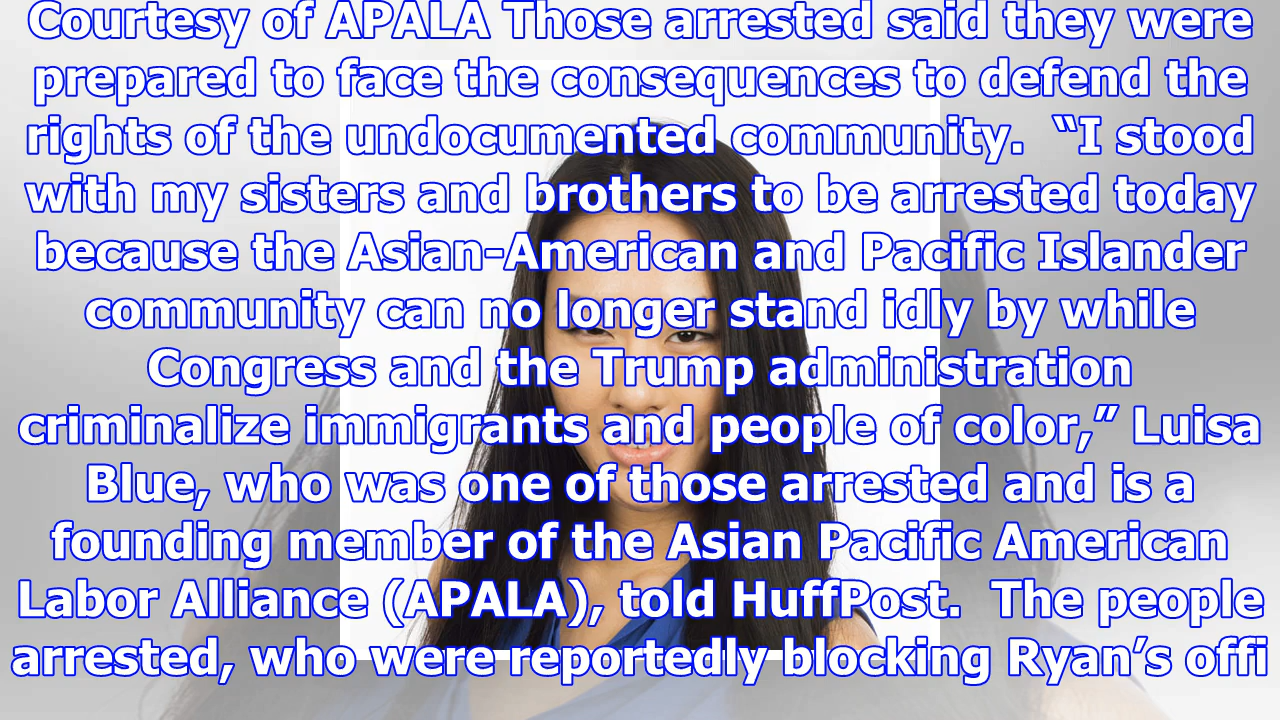 Courtesy of APALA Those arrested said they were
prepared to face the consequences to defend the
rights of the undocumented community.  “I stood
with my sisters and brothers to be arrested today
because the Asian-American and Pacific Islander
community can no longer stand idly by while
Congress and the Trump administration
criminalize immigrants and people of color,” Luisa
Blue, who was one of those arrested and is a
founding member of the Asian Pacific American
Labor Alliance (APALA), told HuffPost.  The people
arrested, who were reportedly blocking Ryan’s offi